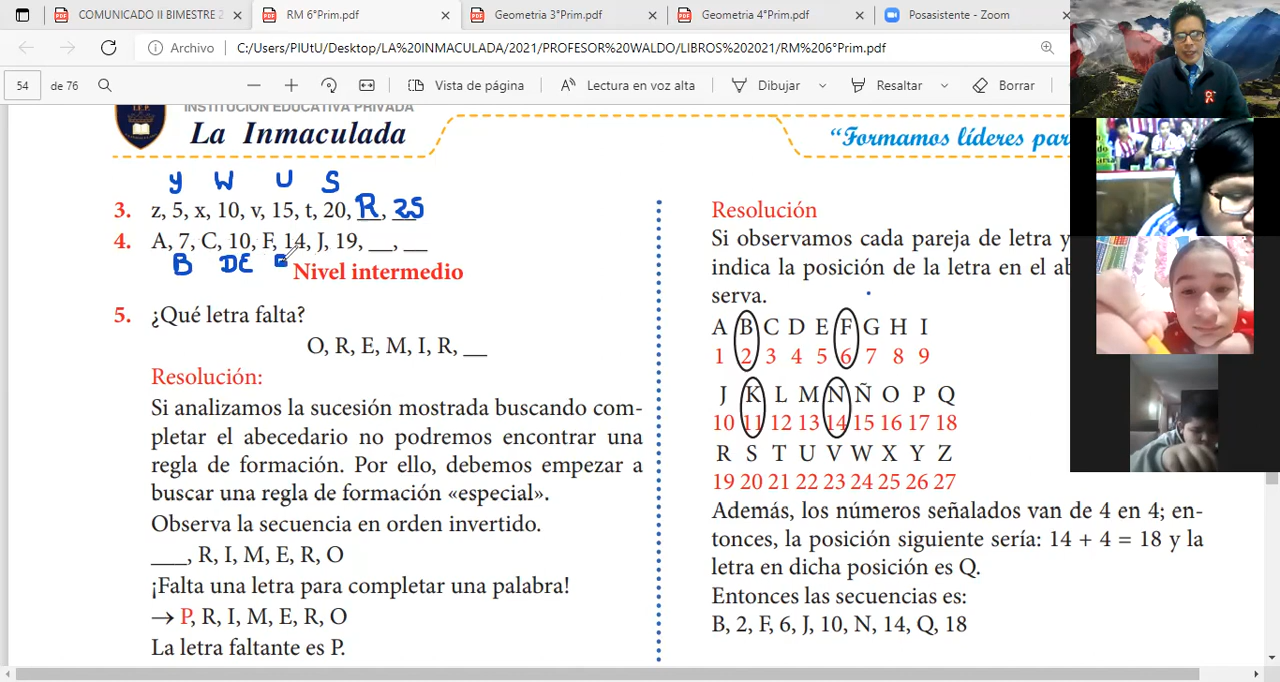 COMUNICADO II BIMESTRE 2
RM 6°Prim.pdf
Geometria 3°Prim.pdf
Geometria 4°Prim.pdf
Posasistente - Zoom
Archivo
C:/Users/PIUtU/Desktop/LA%20INMACULADA/2021/PROFESOR%20WALDO/LIBROS%202021/RM%206°Prim.pdf
54 de 76
Vista de página
Lectura en voz alta
Dibujar
Resaltar
Borrar
INSTITUCIÓN EDUCATIVA PRIVADA
La Inmaculada
“Formamos líderes par
Y W U S
3. z, 5, x, 10, v, 15, t, 20, R, 25
4. A, 7, C, 10, F, 14, J, 19, __, __
B DE
Nivel intermedio
5. ¿Qué letra falta?
O, R, E, M, I, R, __
Resolución:
Si analizamos la sucesión mostrada buscando com-
pletar el abecedario no podremos encontrar una
regla de formación. Por ello, debemos empezar a
buscar una regla de formación «especial».
Observa la secuencia en orden invertido.
___, R, I, M, E, R, O
¡Falta una letra para completar una palabra!
→ P, R, I, M, E, R, O
La letra faltante es P.
Resolución
Si observamos cada pareja de letra y
indica la posición de la letra en el ab
serva.
A B C D E F G H I
1 2 3 4 5 6 7 8 9
J K L M N Ñ O P Q
10 11 12 13 14 15 16 17 18
R S T U V W X Y Z
19 20 21 22 23 24 25 26 27
Además, los números señalados van de 4 en 4; en-
tonces, la posición siguiente sería: 14 + 4 = 18 y la
letra en dicha posición es Q.
Entonces las secuencias es:
B, 2, F, 6, J, 10, N, 14, Q, 18